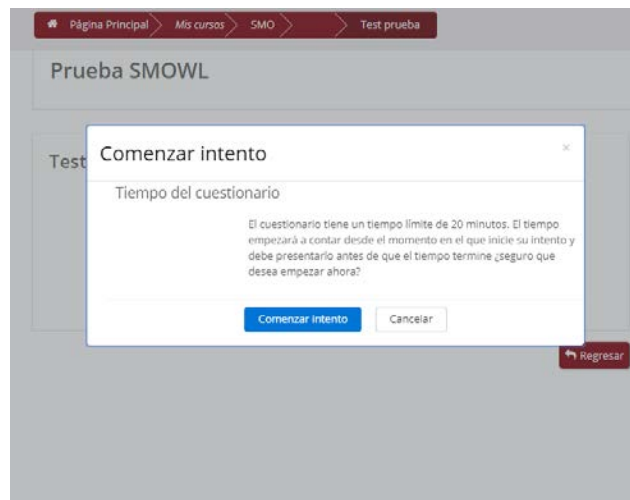 Página Principal Mis cursos SMO Test prueba
Prueba SMOWL
Test
Comenzar intento ×
Tiempo del cuestionario
El cuestionario tiene un tiempo límite de 20 minutos. El tiempo
empezará a contar desde el momento en el que inicie su intento y
debe presentarlo antes de que el tiempo termine ¿seguro que
desea empezar ahora?
Comenzar intento Cancelar
Regresar